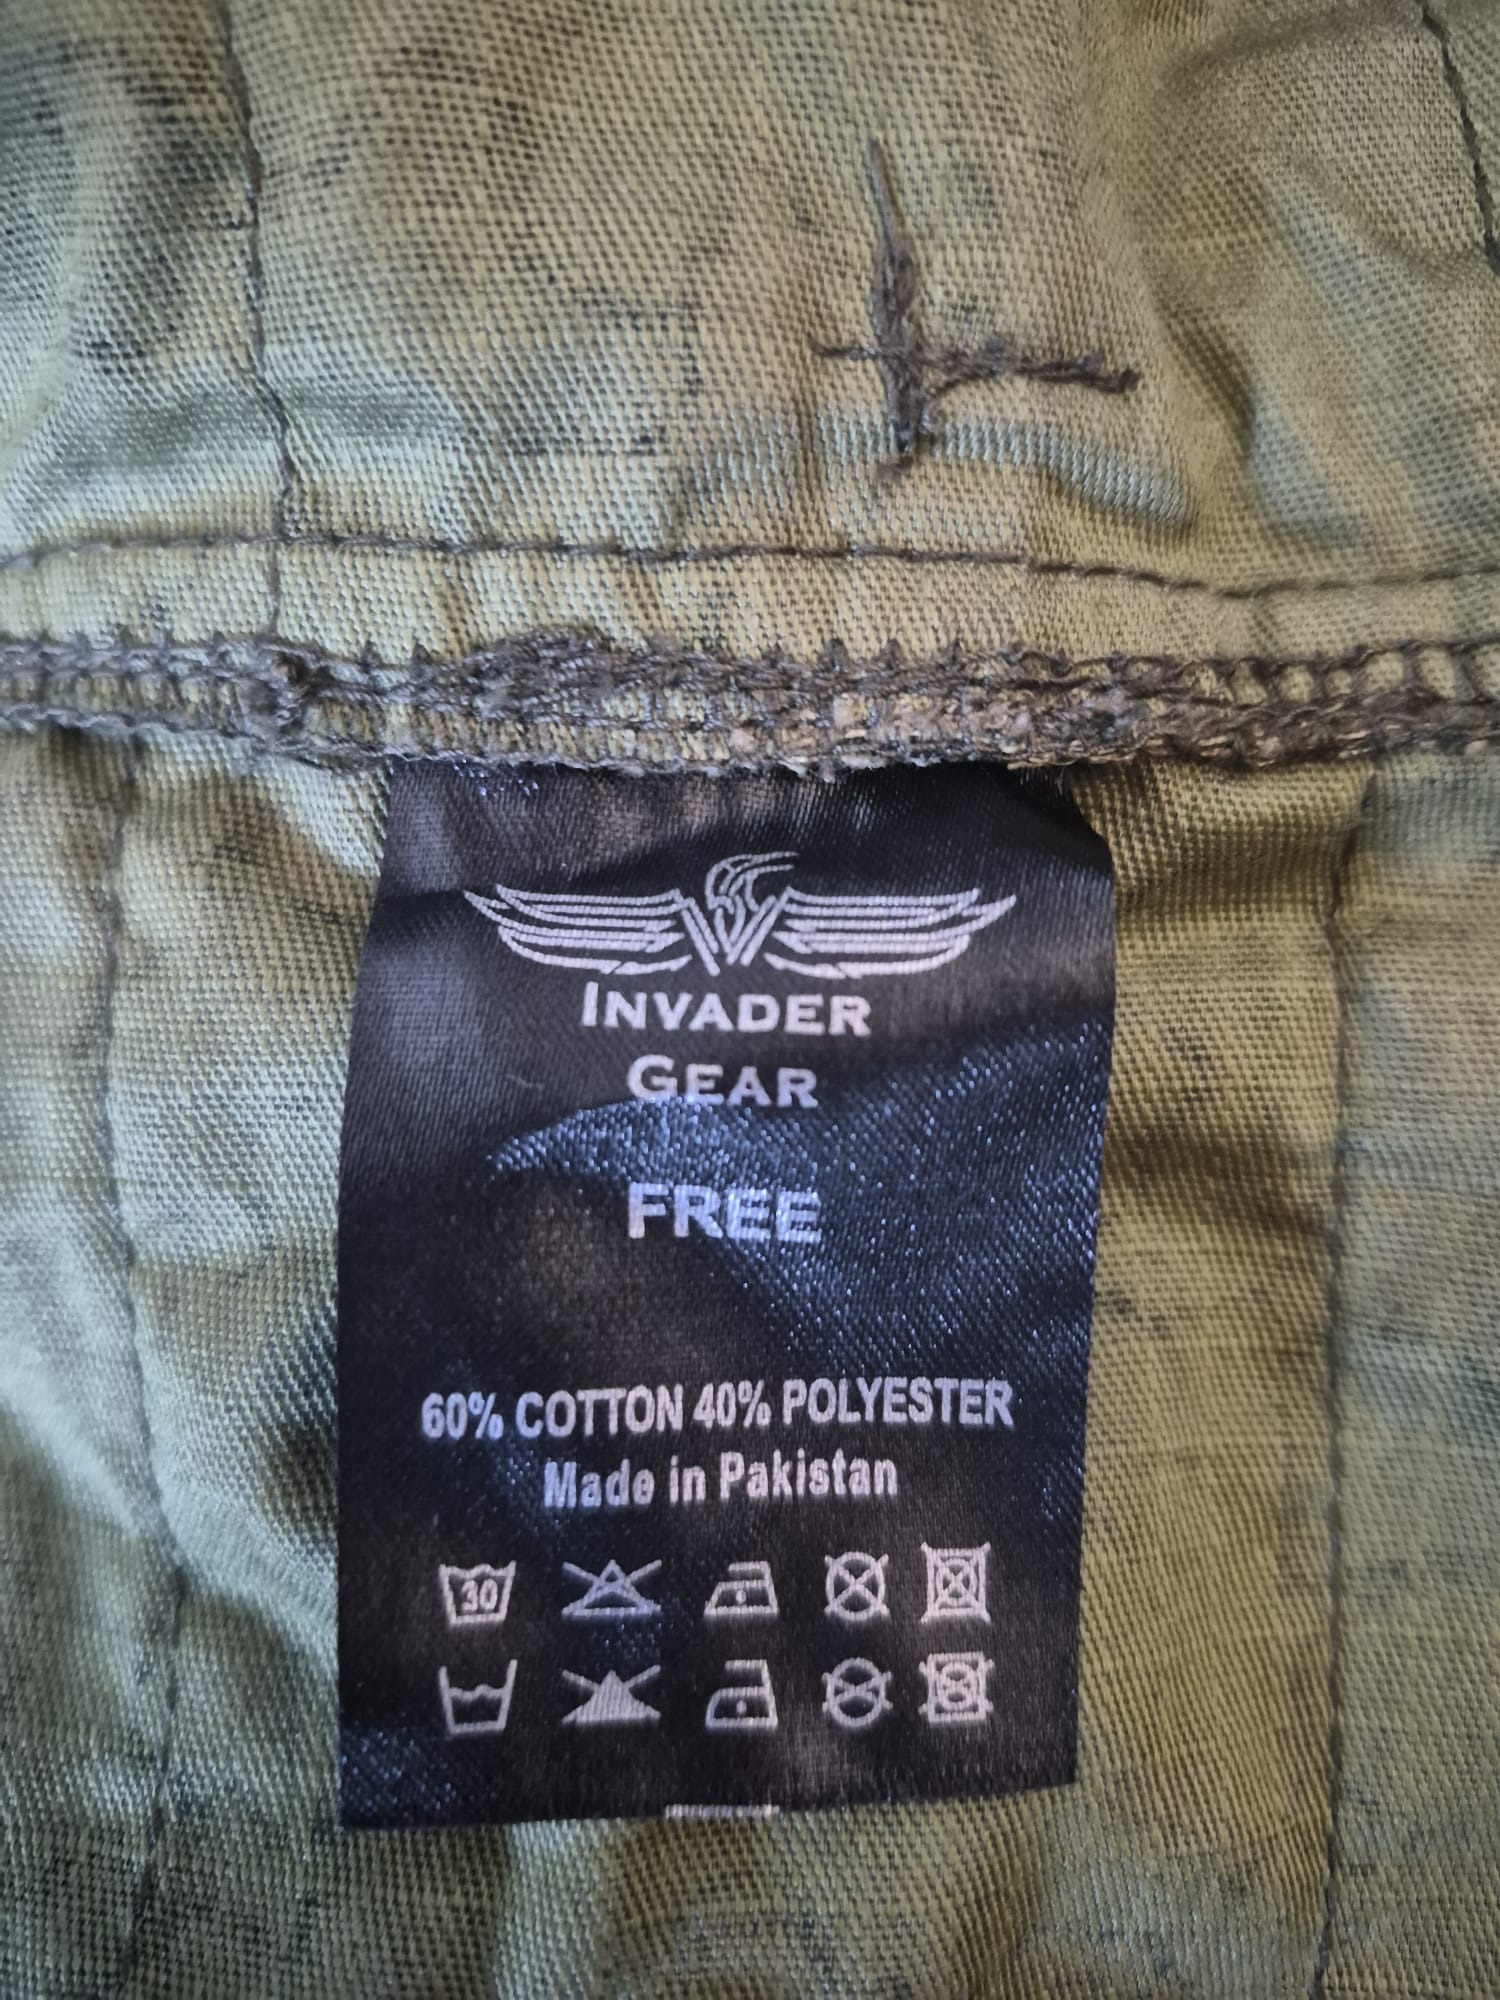 INVADER
GEAR
FREE
60% COTTON 40% POLYESTER
Made in Pakistan
30